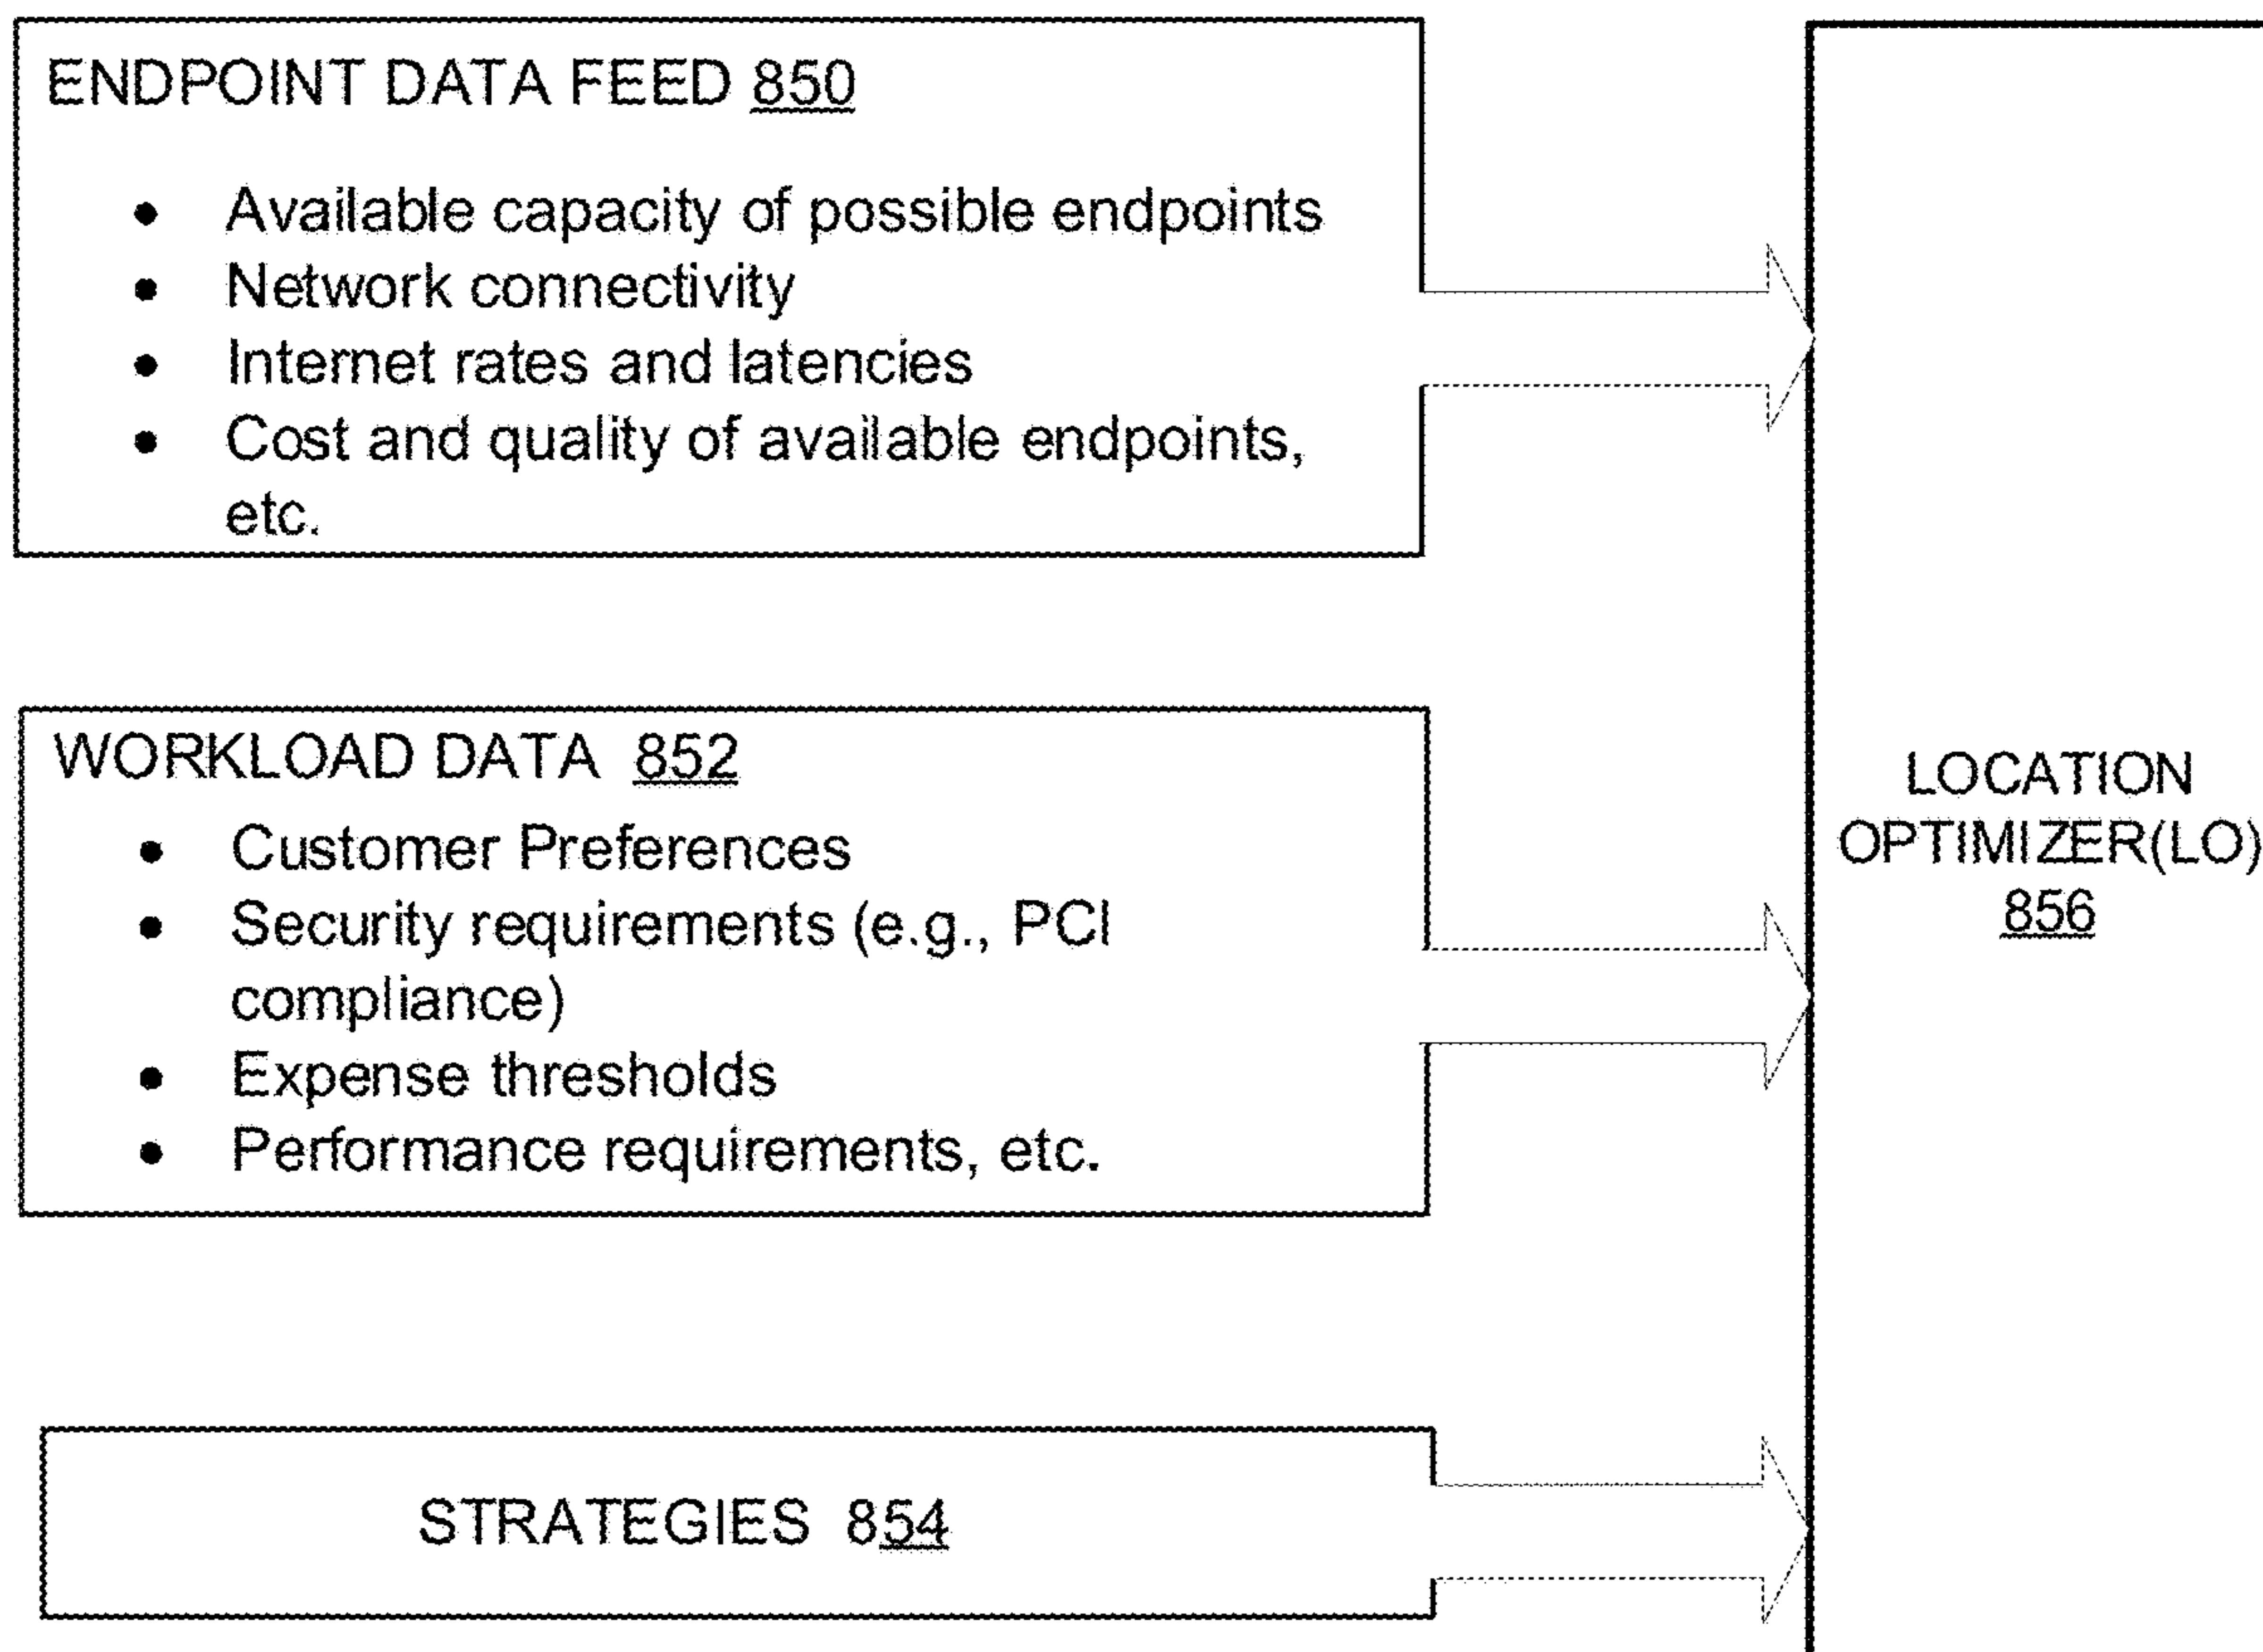 ENDPOINT DATA FEED 850
• Available capacity of possible endpoints
• Network connectivity
• Internet rates and latencies
• Cost and quality of available endpoints,
etc.
WORKLOAD DATA 852
• Customer Preferences
• Security requirements (e.g., PCI
compliance)
• Expense thresholds
• Performance requirements, etc.
STRATEGIES 854
LOCATION
OPTIMIZER(LO)
856